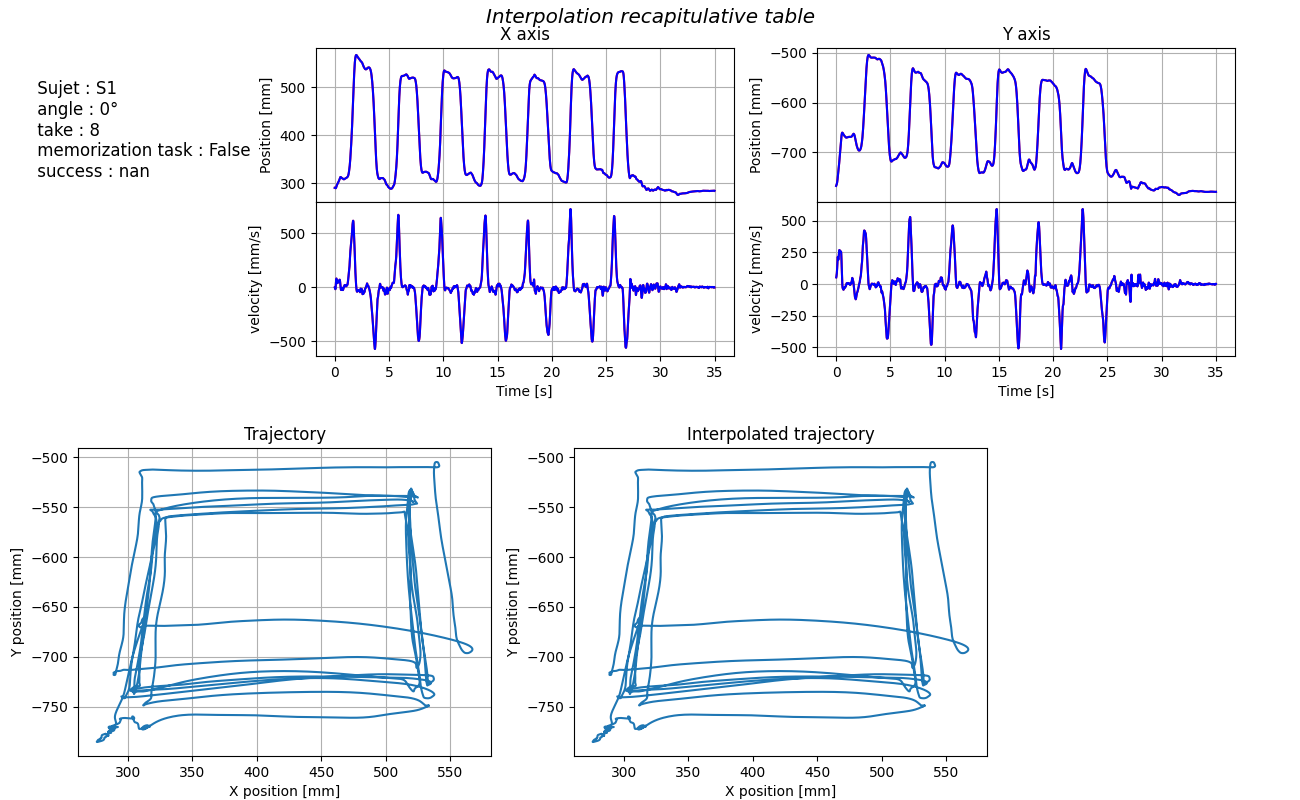 Interpolation recapitulative table
X axis
Y axis
Sujet : S1
angle : 0°
take : 8
memorization task : False
success : nan
Position [mm]
500
400
300
Position [mm]
−500
−600
−700
velocity [mm/s]
500
0
−500
velocity [mm/s]
500
250
0
−250
−500
0 5 10 15 20 25 30 35
Time [s]
0 5 10 15 20 25 30 35
Time [s]
Trajectory
Interpolated trajectory
Y position [mm]
−500
−550
−600
−650
−700
−750
Y position [mm]
−500
−550
−600
−650
−700
−750
300 350 400 450 500 550
X position [mm]
300 350 400 450 500 550
X position [mm]